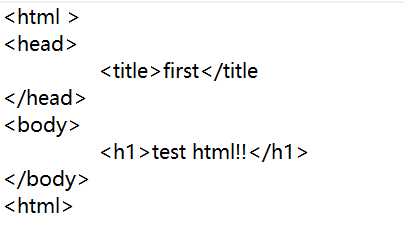 <html >
<head>
<title>first</title
</head>
<body>
<h1>test html!!</h1>
</body>
<html>